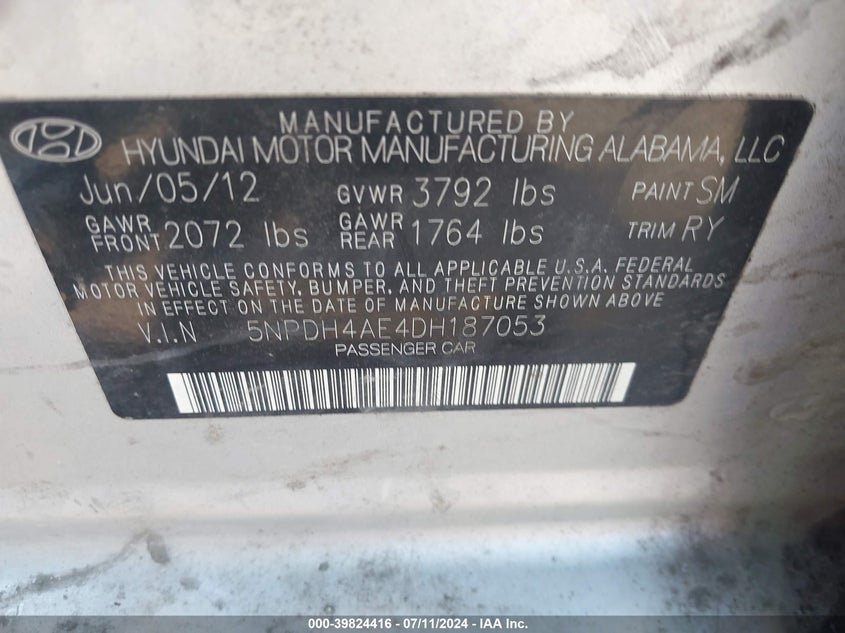 MANUFACTURED BY
HYUNDAI MOTOR MANUFACTURING ALABAMA, LLC
Jun/05/12 GVWR 3792 lbs PAINT SM
GAWR FRONT 2072 lbs GAWR REAR 1764 lbs TRIM RY
THIS VEHICLE CONFORMS TO ALL APPLICABLE U.S.A. FEDERAL
MOTOR VEHICLE SAFETY, BUMPER, AND THEFT PREVENTION STANDARDS
IN EFFECT ON THE DATE OF MANUFACTURE SHOWN ABOVE
V.I.N 5NPDH4AE4DH187053
PASSENGER CAR
000-39824416 - 07/11/2024 - IAA Inc.